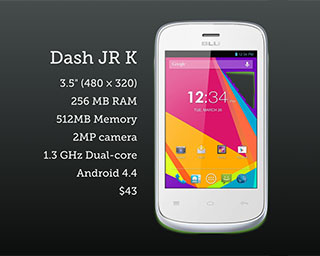 Dash JR K
3.5" (480 × 320)
256 MB RAM
512MB Memory
2MP camera
1.3 GHz Dual-core
Android 4.4
$43
BLU
Google
12:34